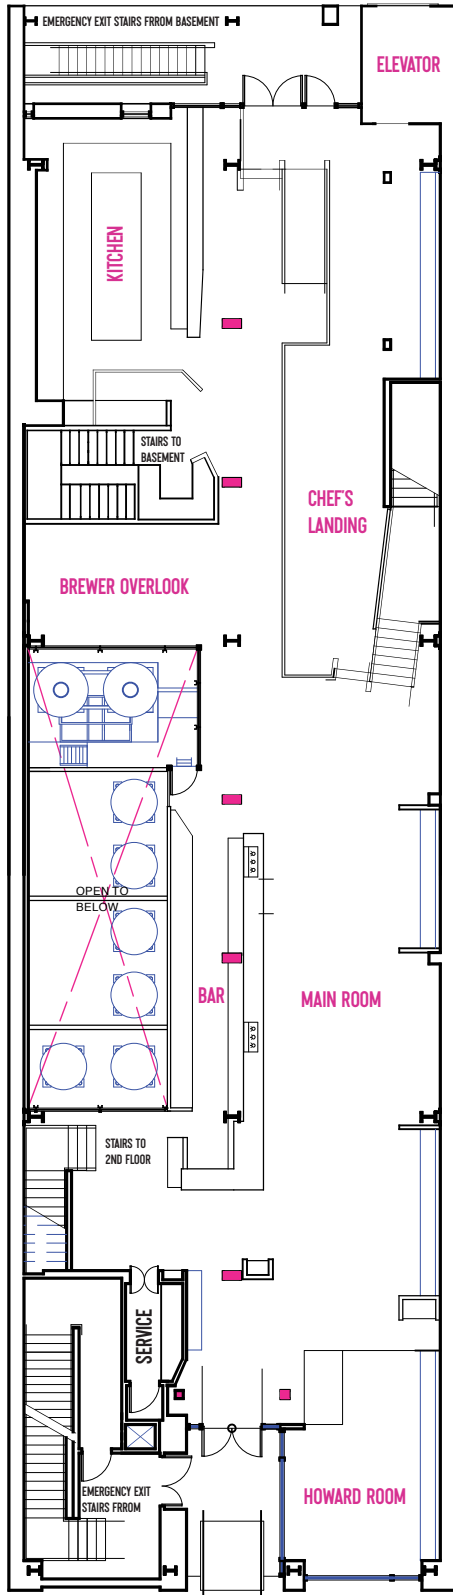 EMERGENCY EXIT STAIRS FRROM BASEMENT
ELEVATOR
KITCHEN
STAIRS TO
BASEMENT
CHEF'S
LANDING
BREWER OVERLOOK
OPEN TO
BELOW
BAR
MAIN ROOM
STAIRS TO
2ND FLOOR
SERVICE
EMERGENCY EXIT
STAIRS FRROM
HOWARD ROOM